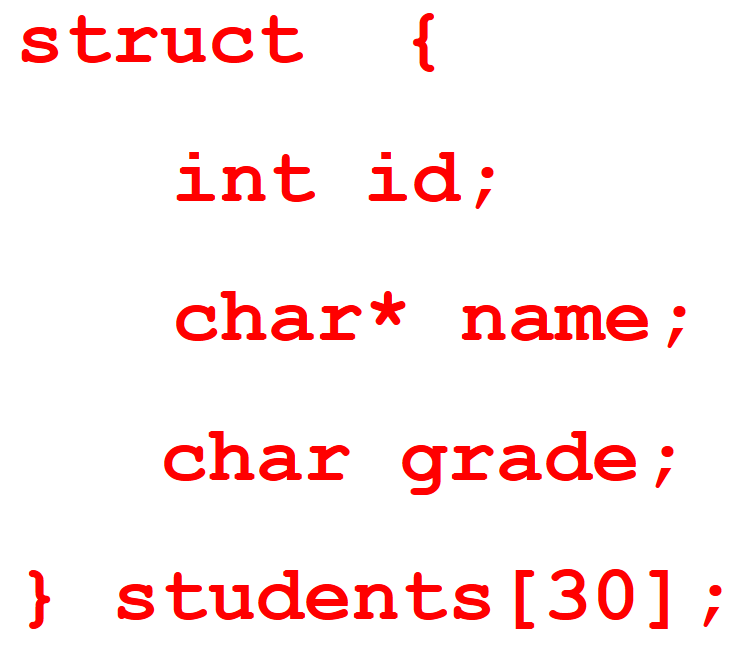 struct  {
int id;
char* name;
char grade;
} students[30];